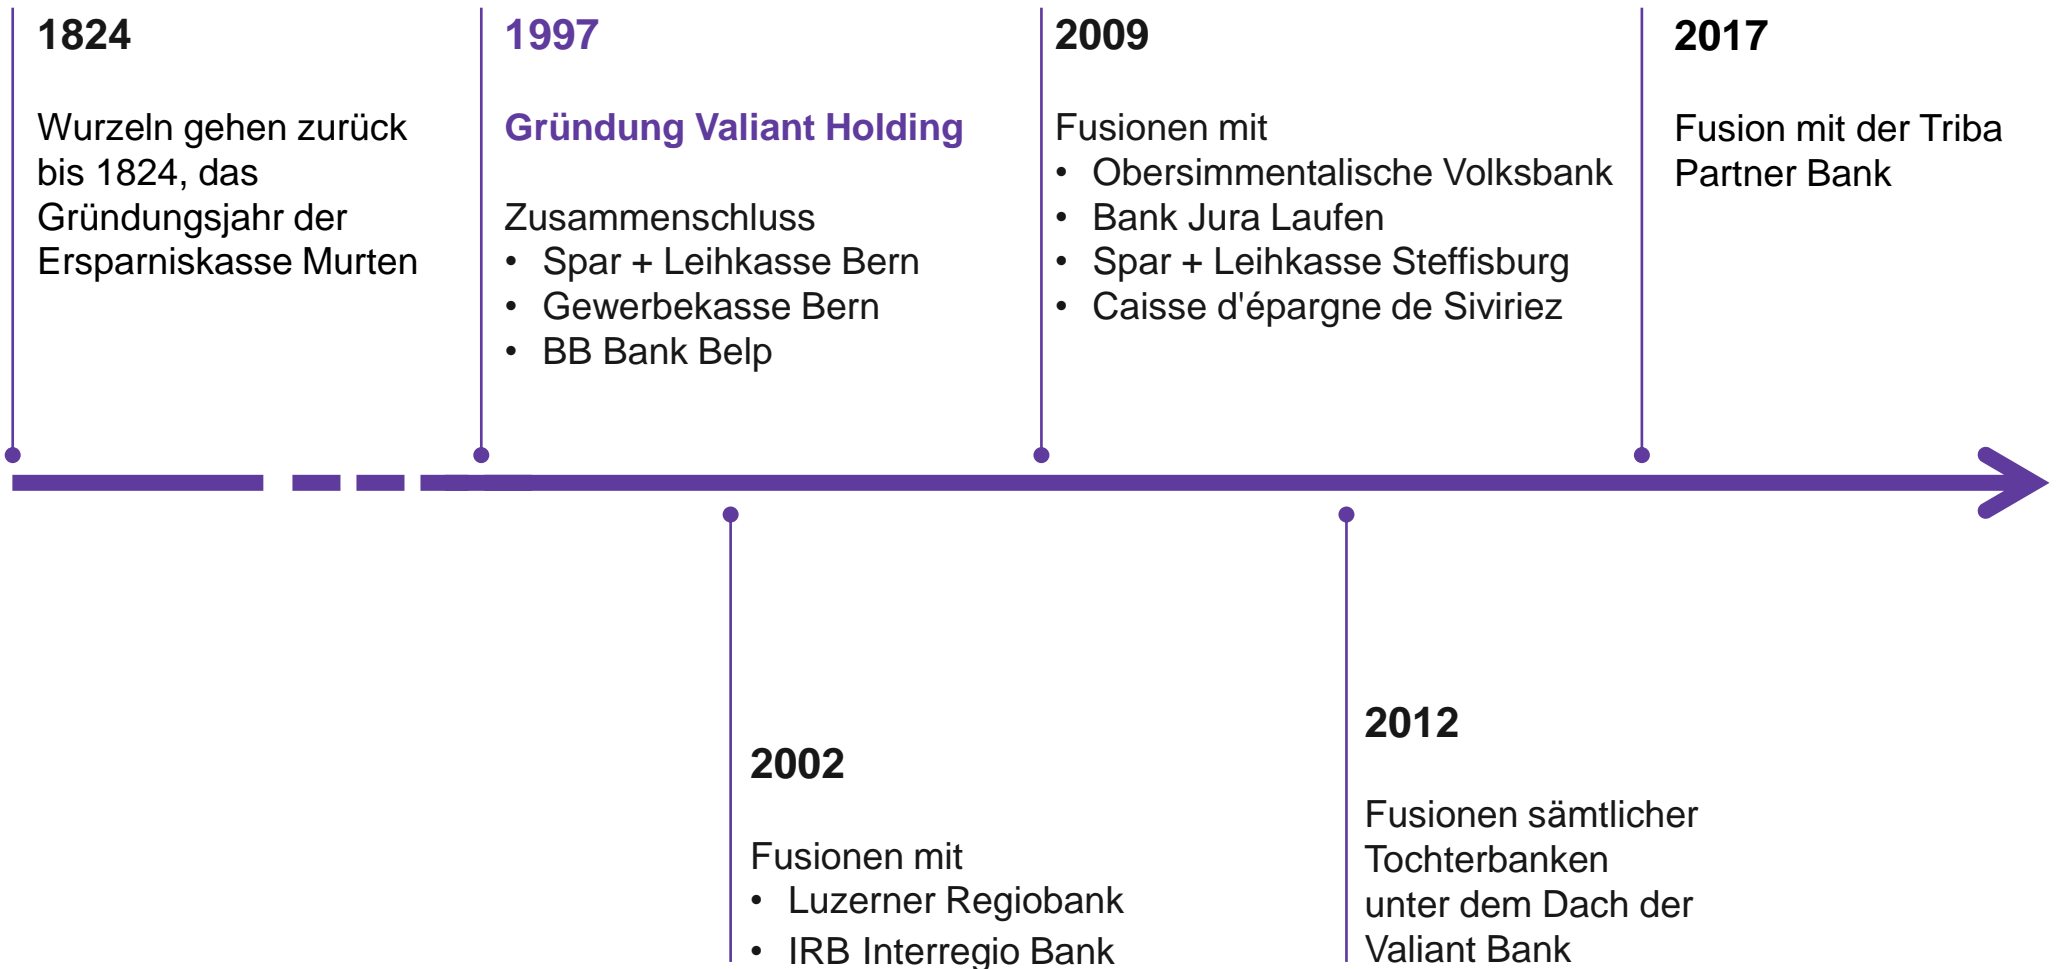 1824
Wurzeln gehen zurück
bis 1824, das
Gründungsjahr der
Ersparniskasse Murten
1997
Gründung Valiant Holding
Zusammenschluss
• Spar + Leihkasse Bern
• Gewerbekasse Bern
• BB Bank Belp
2009
Fusionen mit
• Obersimmentalische Volksbank
• Bank Jura Laufen
• Spar + Leihkasse Steffisburg
• Caisse d'épargne de Siviriez
2017
Fusion mit der Triba
Partner Bank
2002
Fusionen mit
• Luzerner Regiobank
• IRB Interregio Bank
2012
Fusionen sämtlicher
Tochterbanken
unter dem Dach der
Valiant Bank